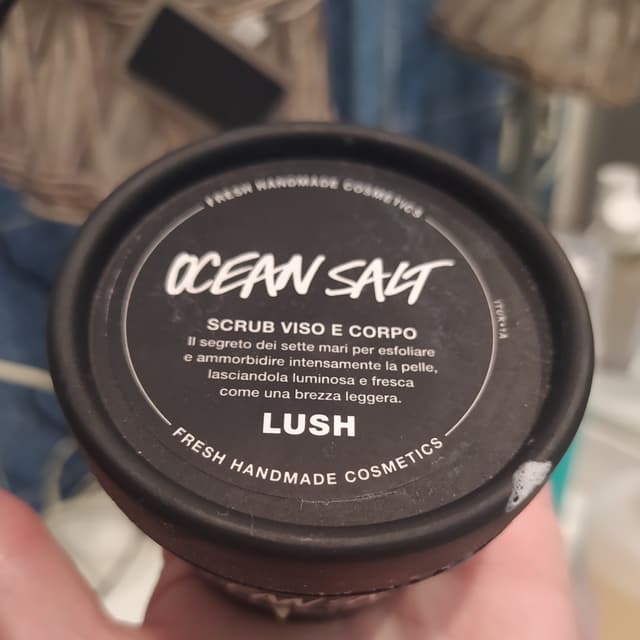 FRESH HANDMADE COSMETICS
OCEAN SALT
SCRUB VISO E CORPO
Il segreto dei sette mari per esfoliare
e ammorbidire intensamente la pelle,
lasciandola luminosa e fresca
come una brezza leggera.
LUSH
FRESH HANDMADE COSMETICS